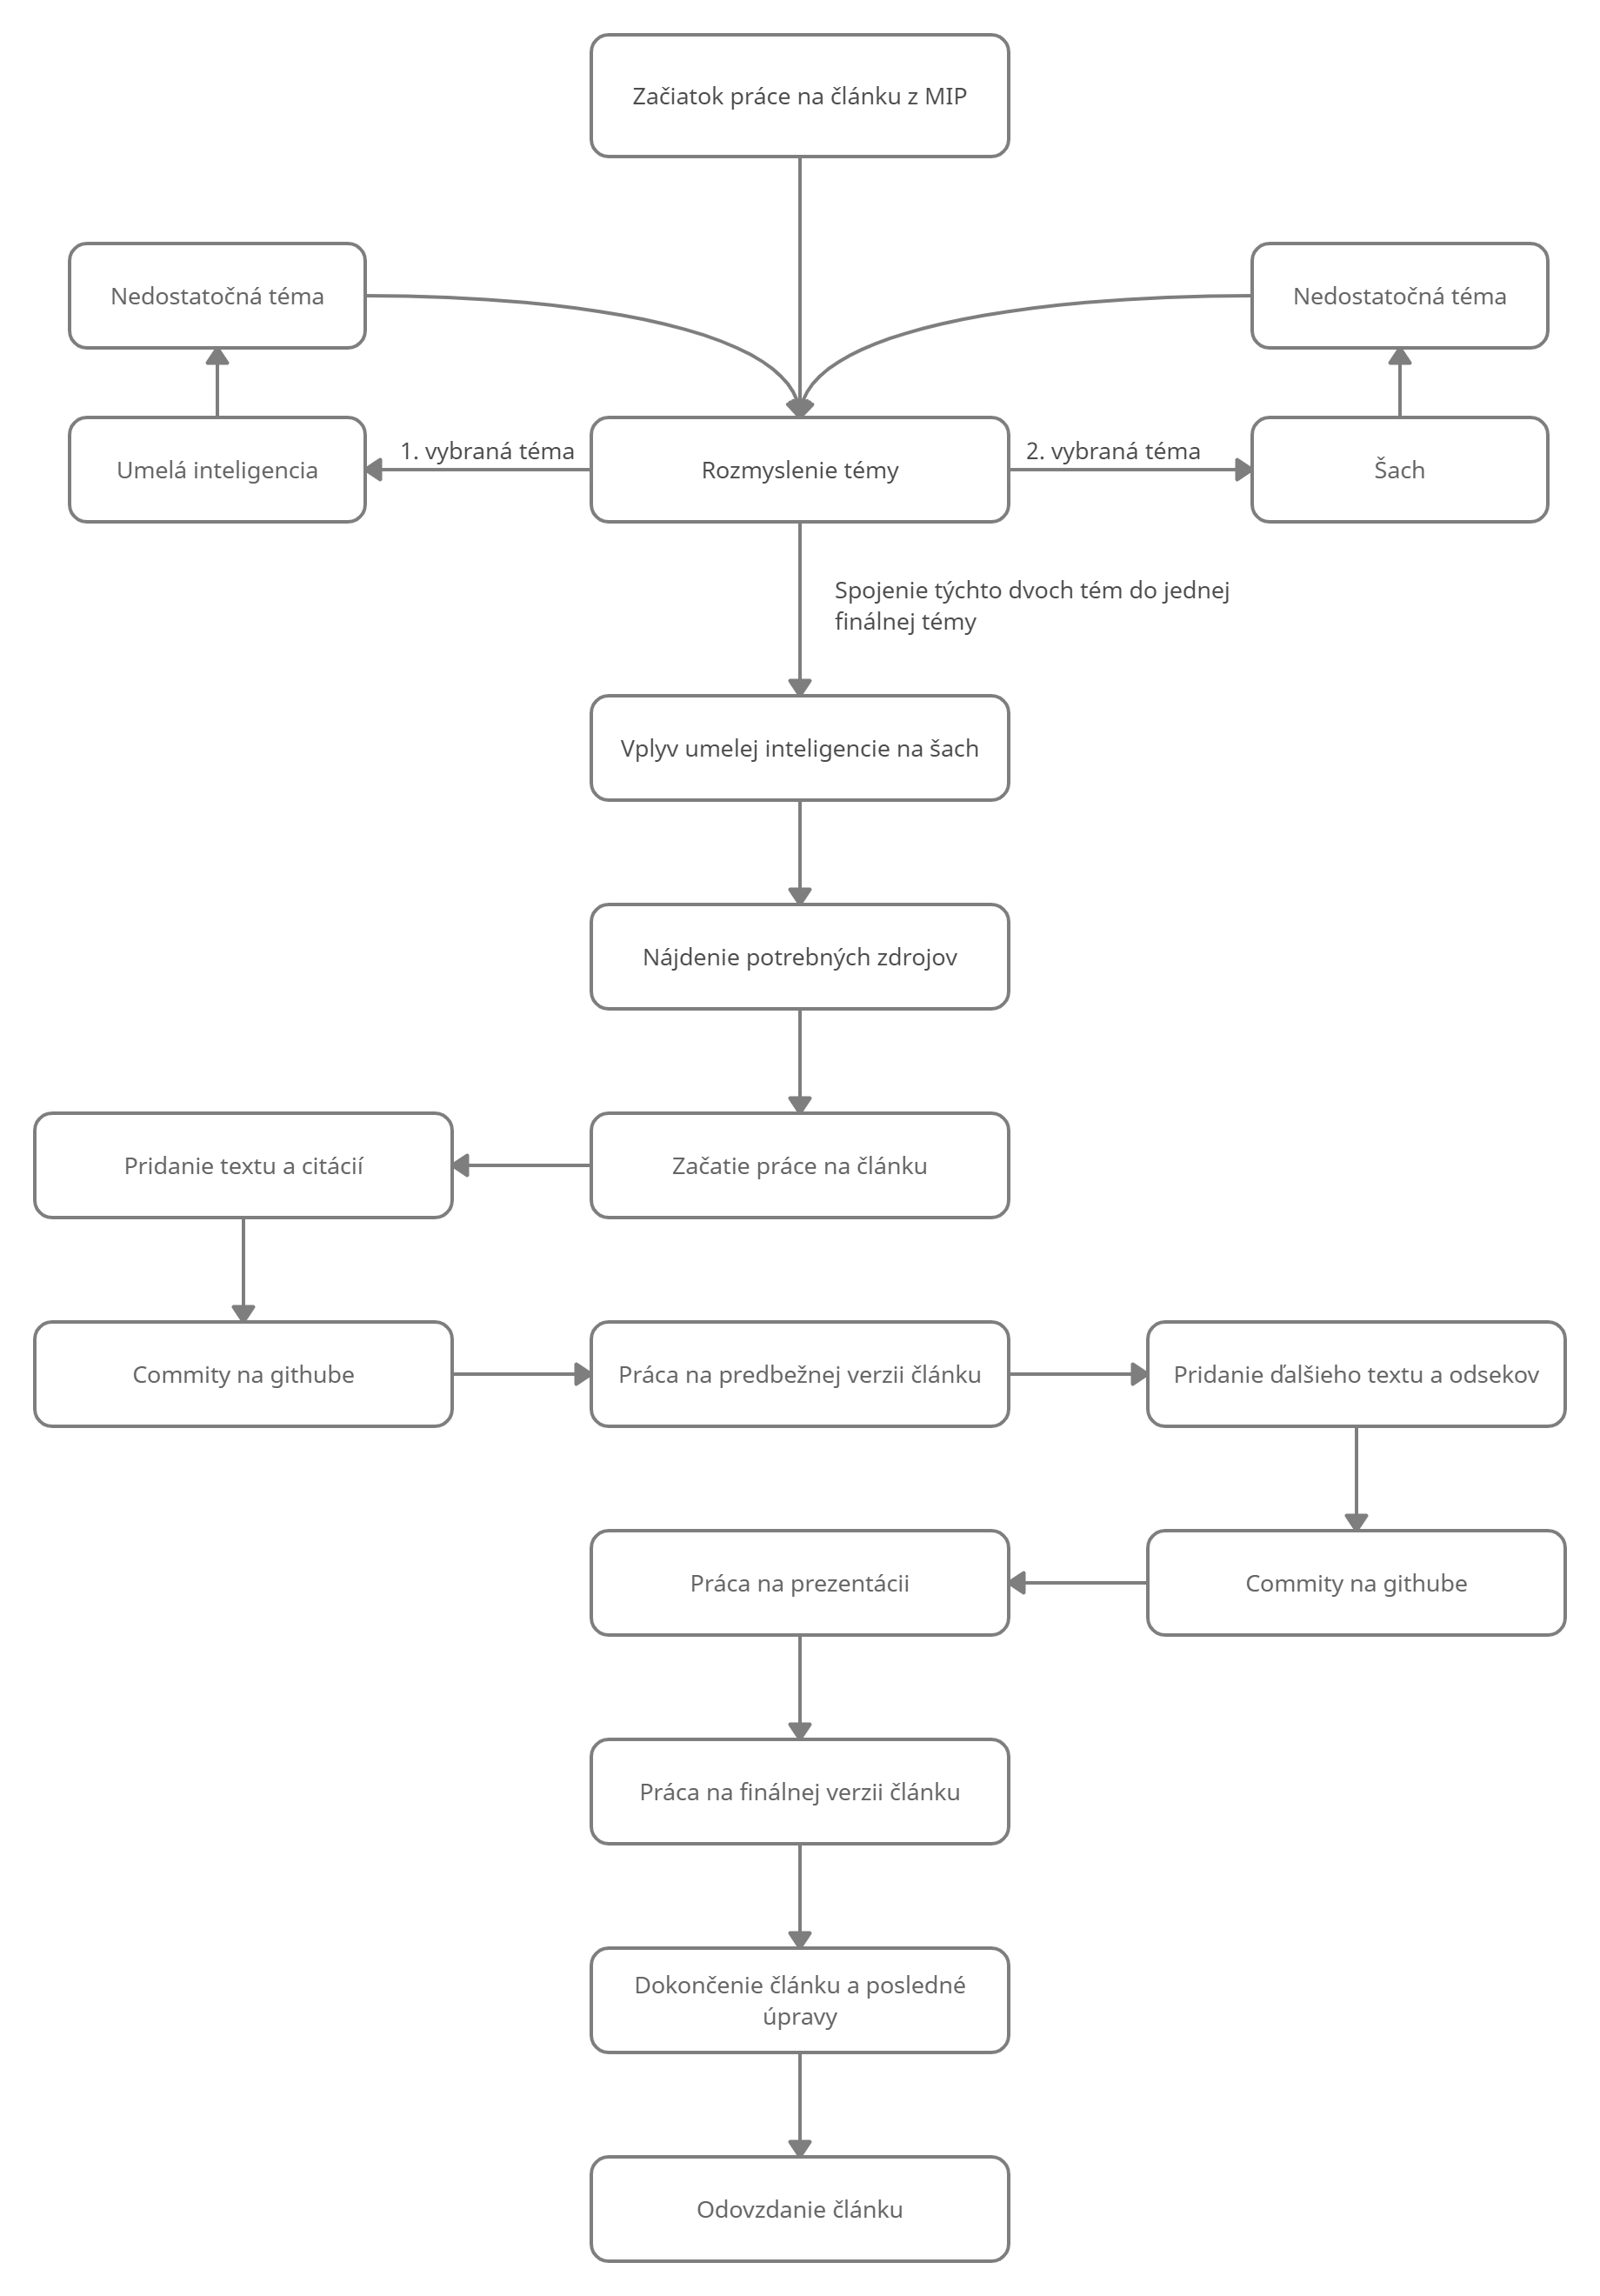 Začiatok práce na článku z MIP
Nedostatočná téma
Nedostatočná téma
Umelá inteligencia
1. vybraná téma
Rozmyslenie témy
2. vybraná téma
Šach
Spojenie týchto dvoch tém do jednej
finálnej témy
Vplyv umelej inteligencie na šach
Nájdenie potrebných zdrojov
Pridanie textu a citácií
Začatie práce na článku
Commity na githube
Práca na predbežnej verzii článku
Pridanie ďalšieho textu a odsekov
Práca na prezentácii
Commity na githube
Práca na finálnej verzii článku
Dokončenie článku a posledné
úpravy
Odovzdanie článku